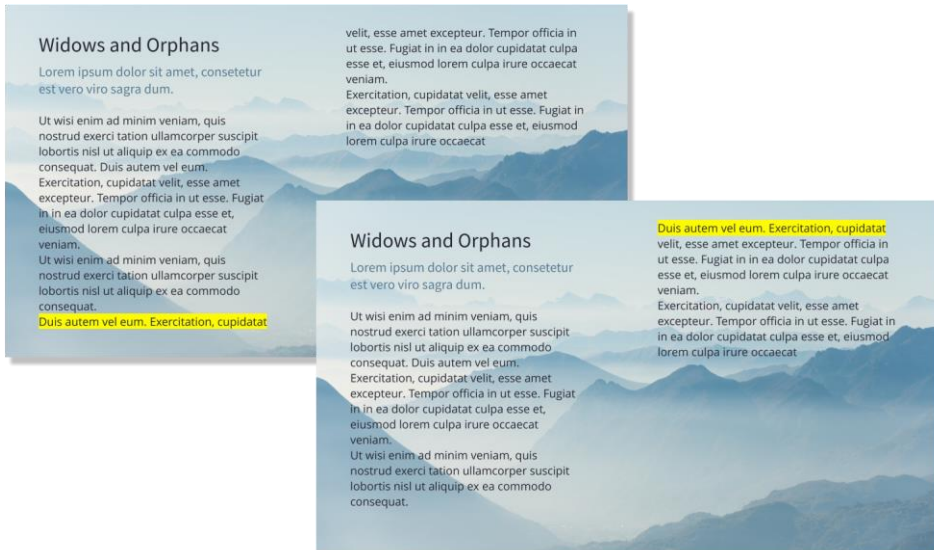 Widows and Orphans
Lorem ipsum dolor sit amet, consetetur
est vero viro sagra dum.
Ut wisi enim ad minim veniam, quis
nostrud exerci tation ullamcorper suscipit
lobortis nisl ut aliquip ex ea commodo
consequat. Duis autem vel eum.
Exercitation, cupidatat velit, esse amet
excepteur. Tempor officia in ut esse. Fugiat
in in ea dolor cupidatat culpa esse et,
eiusmod lorem culpa irure occaecat
veniam.
Ut wisi enim ad minim veniam, quis
nostrud exerci tation ullamcorper suscipit
lobortis nisl ut aliquip ex ea commodo
consequat.
Duis autem vel eum. Exercitation, cupidatat
velit, esse amet excepteur. Tempor officia in
ut esse. Fugiat in in ea dolor cupidatat culpa
esse et, eiusmod lorem culpa irure occaecat
veniam.
Exercitation, cupidatat velit, esse amet
excepteur. Tempor officia in ut esse. Fugiat in
in ea dolor cupidatat culpa esse et, eiusmod
lorem culpa irure occaecat
Widows and Orphans
Lorem ipsum dolor sit amet, consetetur
est vero viro sagra dum.
Ut wisi enim ad minim veniam, quis
nostrud exerci tation ullamcorper suscipit
lobortis nisl ut aliquip ex ea commodo
consequat. Duis autem vel eum.
Exercitation, cupidatat velit, esse amet
excepteur. Tempor officia in ut esse. Fugiat
in in ea dolor cupidatat culpa esse et,
eiusmod lorem culpa irure occaecat
veniam.
Ut wisi enim ad minim veniam, quis
nostrud exerci tation ullamcorper suscipit
lobortis nisl ut aliquip ex ea commodo
consequat.
Duis autem vel eum. Exercitation, cupidatat
velit, esse amet excepteur. Tempor officia in
ut esse. Fugiat in in ea dolor cupidatat culpa
esse et, eiusmod lorem culpa irure occaecat
veniam.
Exercitation, cupidatat velit, esse amet
excepteur. Tempor officia in ut esse. Fugiat in
in ea dolor cupidatat culpa esse et, eiusmod
lorem culpa irure occaecat